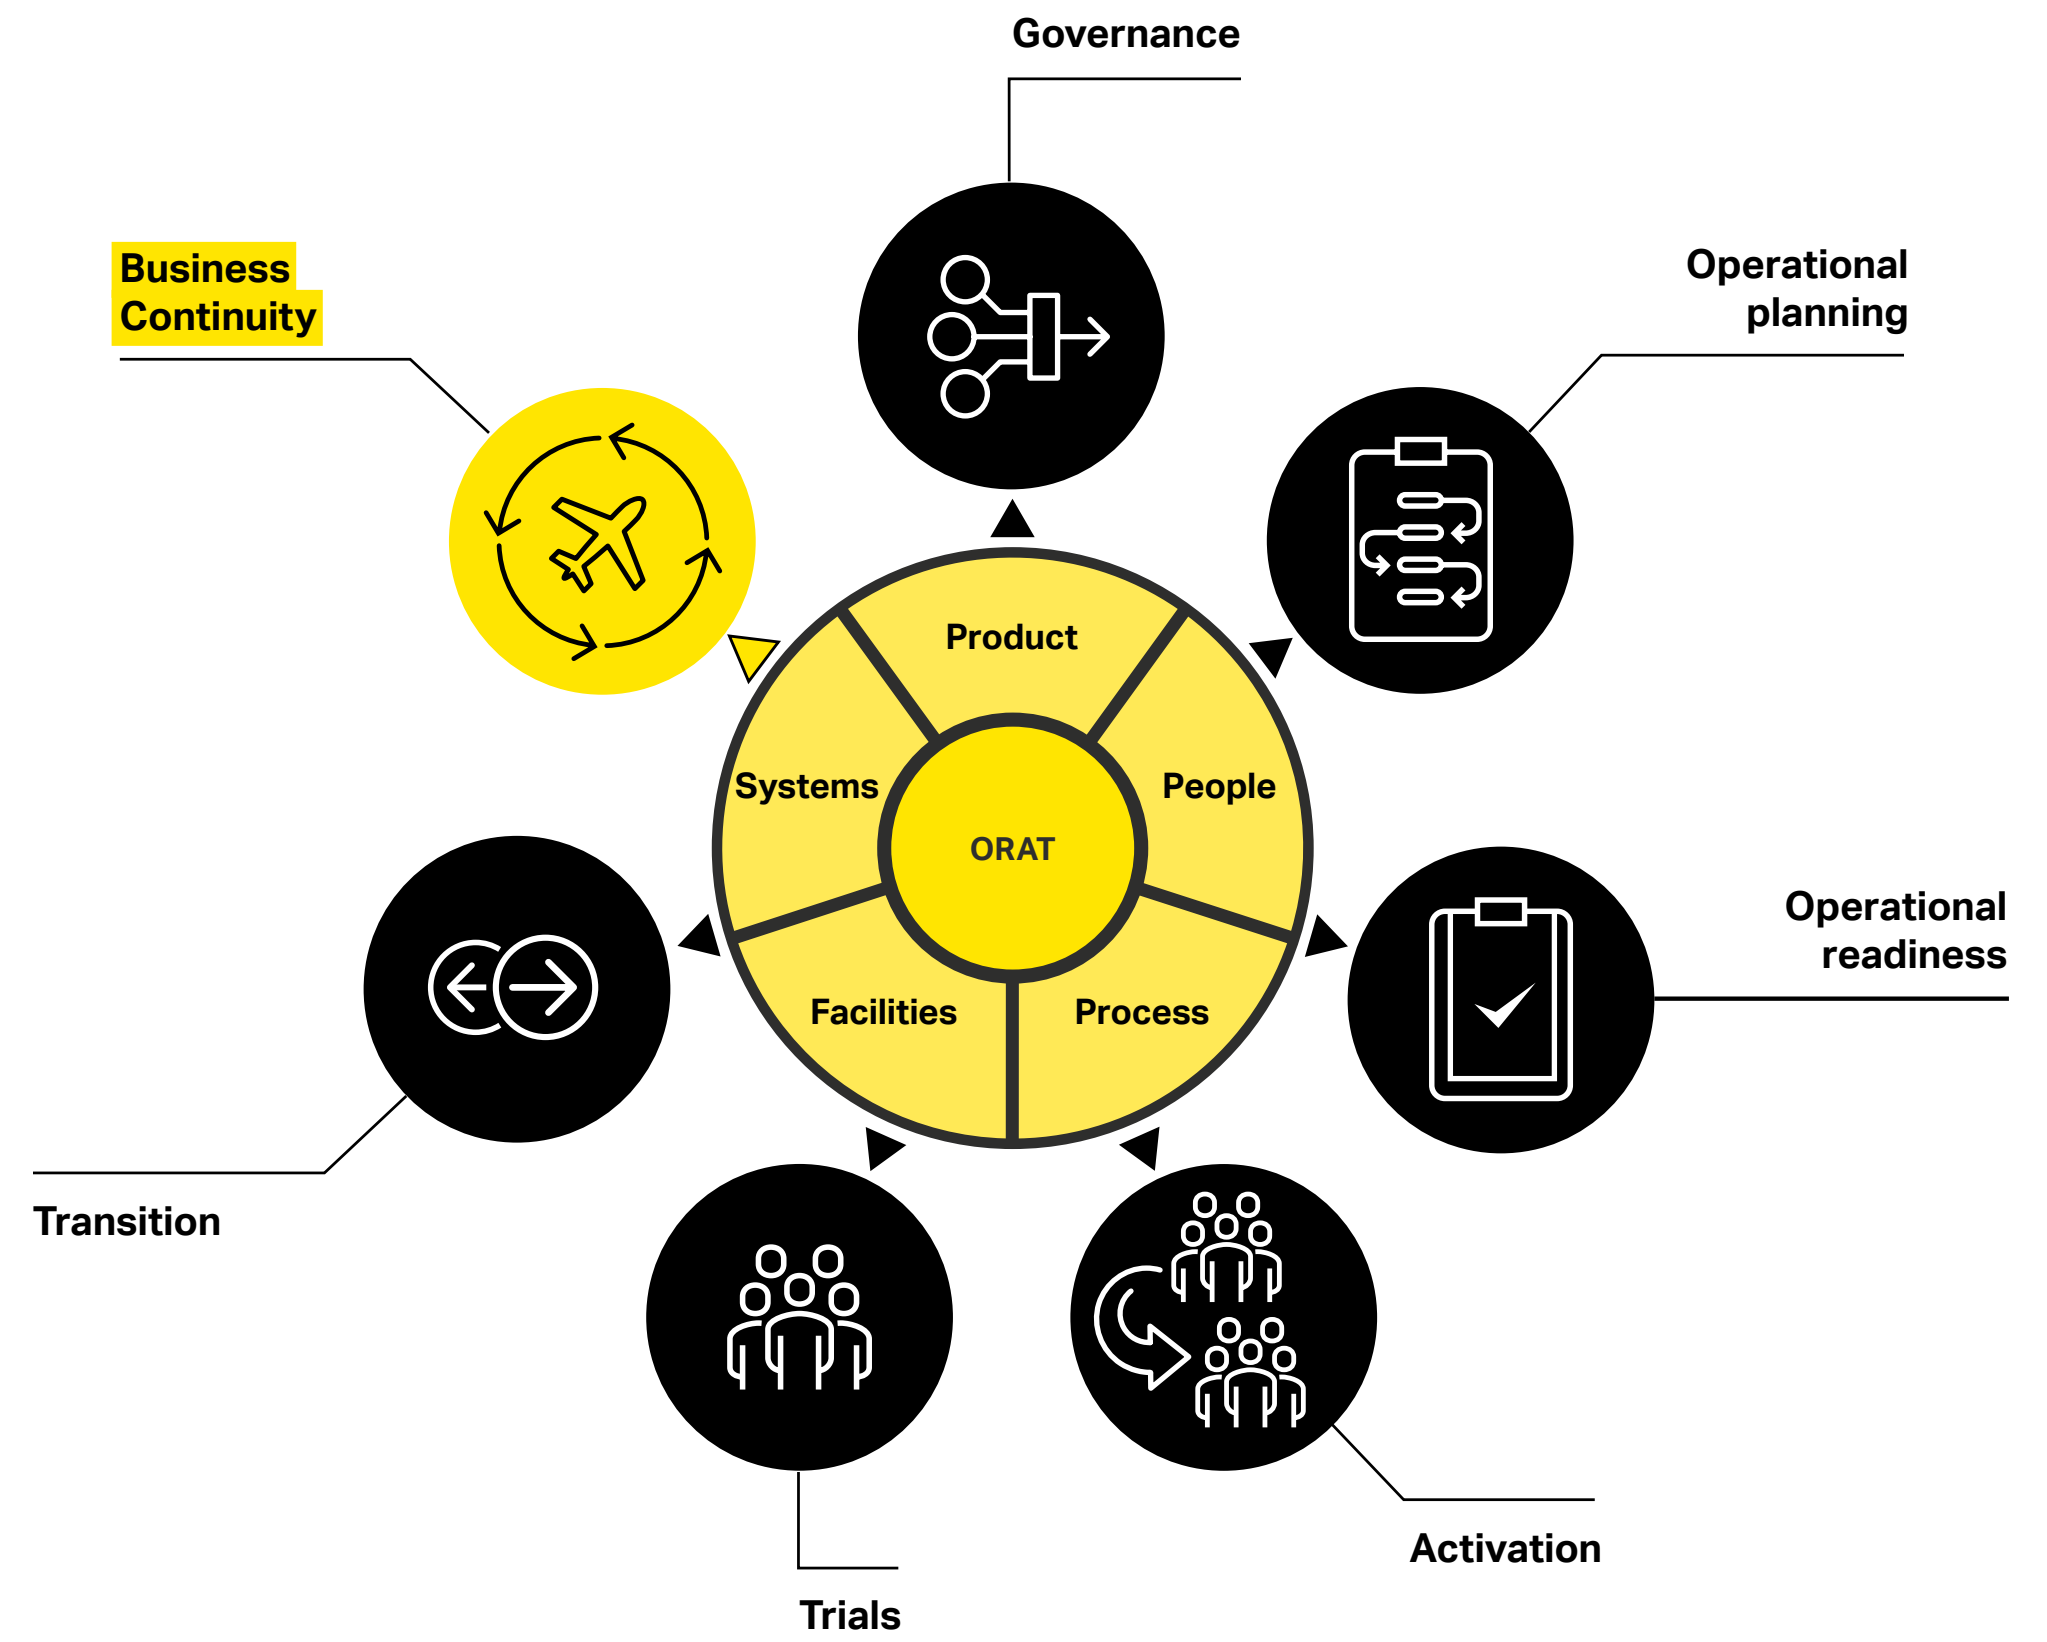 Governance
Business
Continuity
Operational
planning
Product
Systems
People
ORAT
Operational
readiness
Facilities
Process
Transition
Activation
Trials